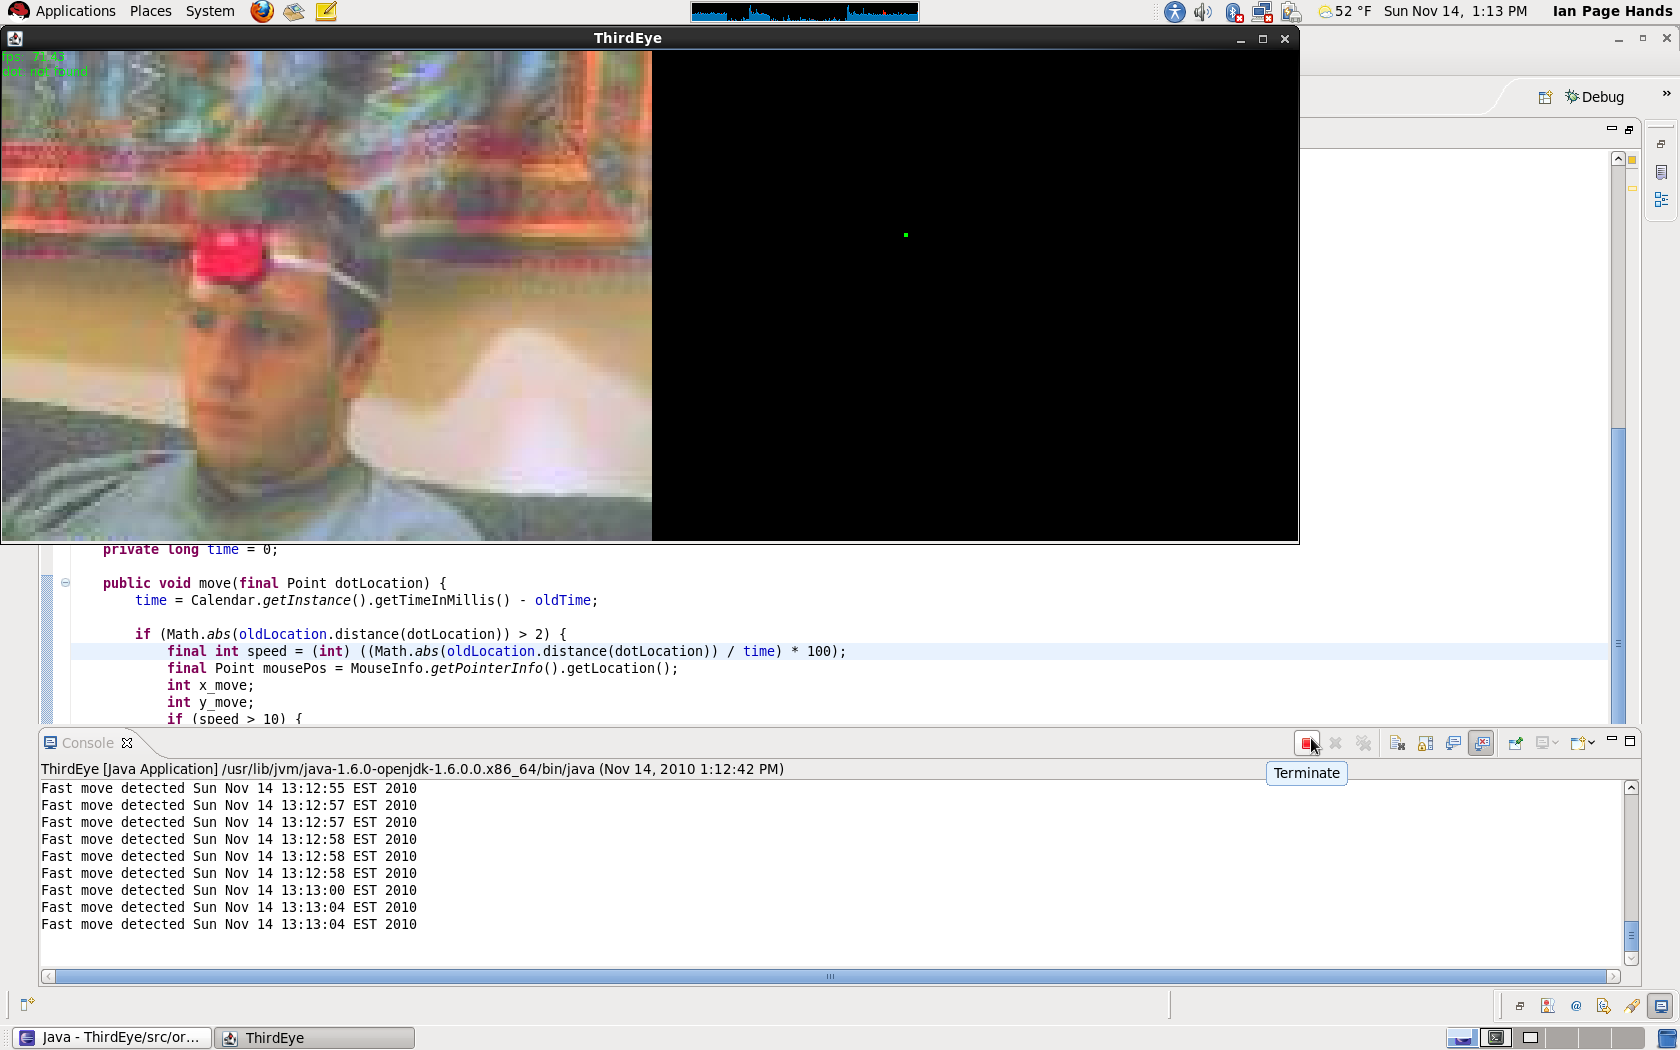 Applications Places System
52 °F Sun Nov 14, 1:13 PM Ian Page Hands
ThirdEye
fps:
dot: not found
Debug
private long time = 0;
public void move(final Point dotLocation) {
time = Calendar.getInstance().getTimeInMillis() - oldTime;
if (Math.abs(oldLocation.distance(dotLocation)) > 2) {
final int speed = (int) ((Math.abs(oldLocation.distance(dotLocation)) / time) * 100);
final Point mousePos = MouseInfo.getPointerInfo().getLocation();
int x_move;
int y_move;
if (speed > 10) {
Console
ThirdEye [Java Application] /usr/lib/jvm/java-1.6.0-openjdk-1.6.0.0.x86_64/bin/java (Nov 14, 2010 1:12:42 PM)
Terminate
Fast move detected Sun Nov 14 13:12:55 EST 2010
Fast move detected Sun Nov 14 13:12:57 EST 2010
Fast move detected Sun Nov 14 13:12:57 EST 2010
Fast move detected Sun Nov 14 13:12:58 EST 2010
Fast move detected Sun Nov 14 13:12:58 EST 2010
Fast move detected Sun Nov 14 13:12:58 EST 2010
Fast move detected Sun Nov 14 13:13:00 EST 2010
Fast move detected Sun Nov 14 13:13:04 EST 2010
Fast move detected Sun Nov 14 13:13:04 EST 2010
Java - ThirdEye/src/or... ThirdEye